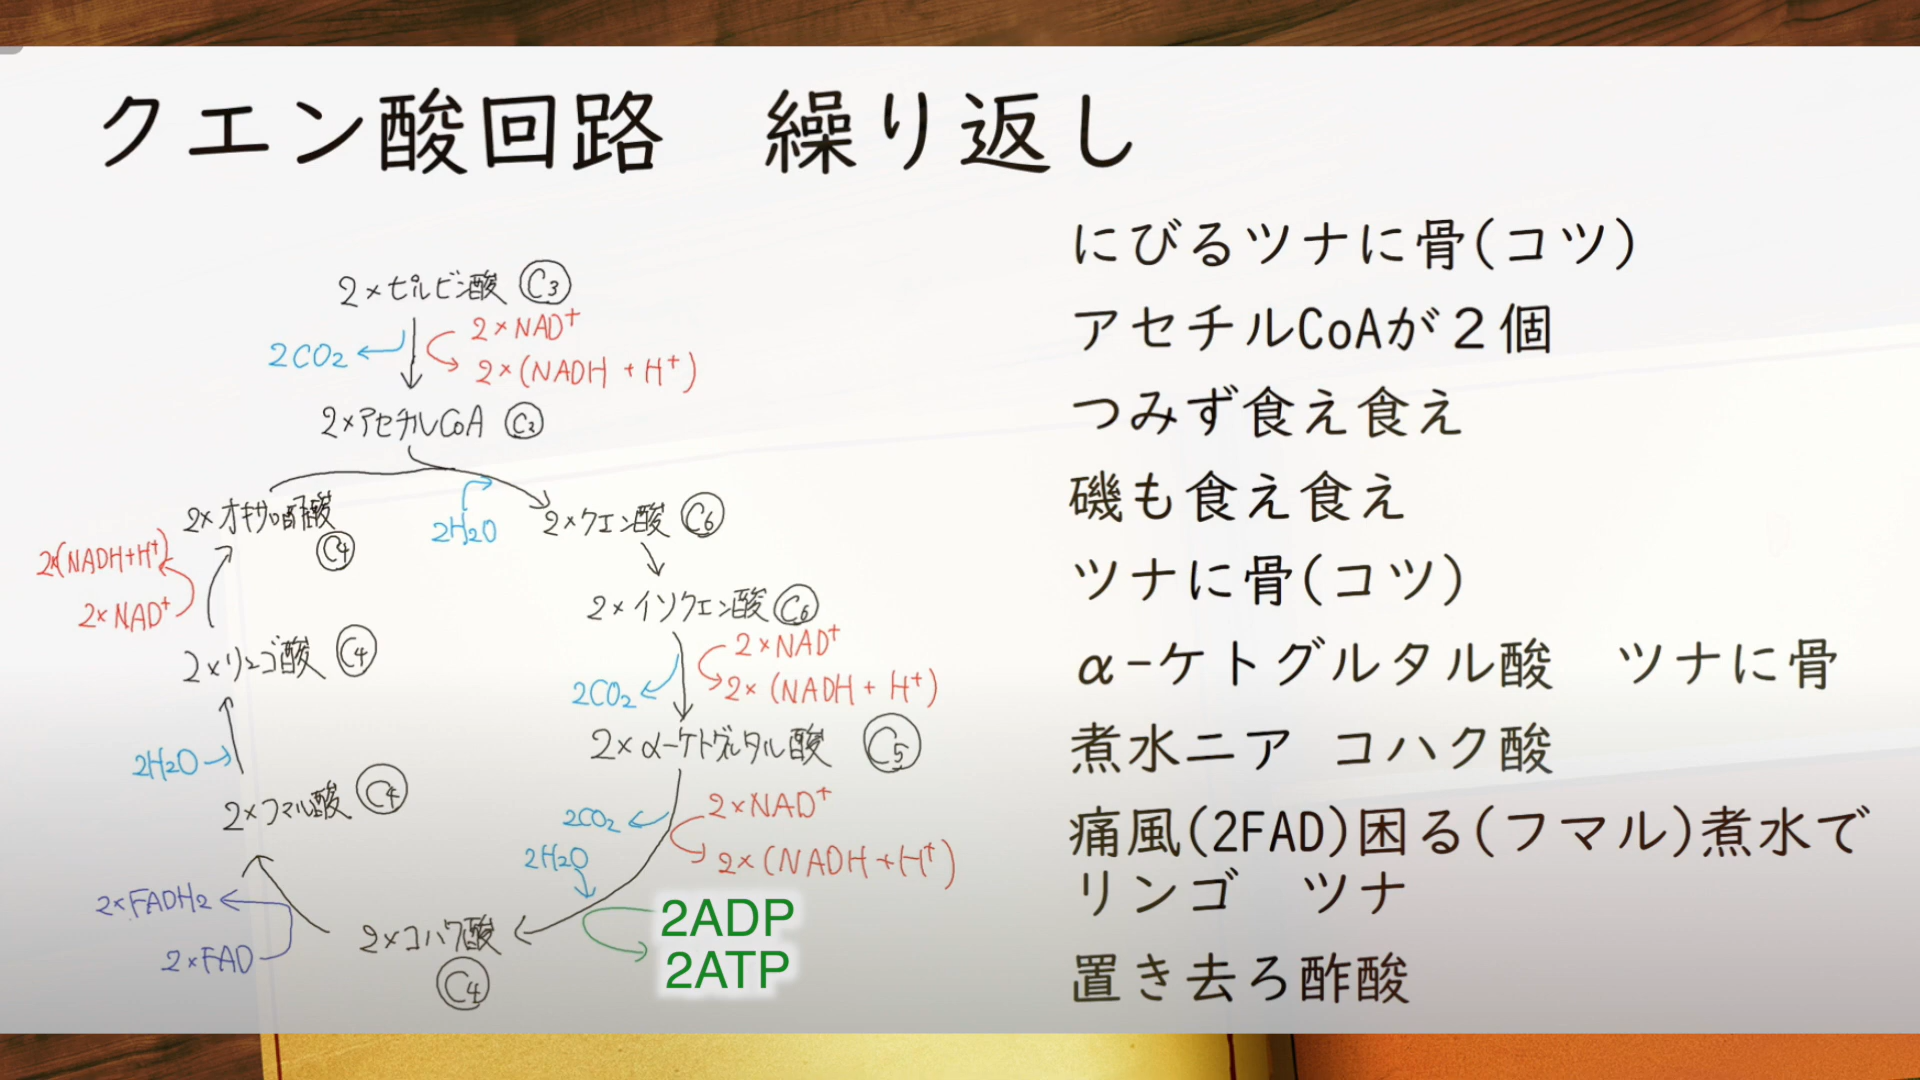 クエン酸回路　繰り返し
2×ピルビン酸 C3
2×NAD+
2CO2
2×(NADH + H+)
2×アセチルCoA C2
2×オキサロ酢酸
C4
2H2O
2×クエン酸 C6
2×(NADH+H+)
2×NAD+
2×イソクエン酸 C6
2×NAD+
2CO2
2×(NADH + H+)
2×リンゴ酸 C4
2×α-ケトグルタル酸 C5
2H2O
2×フマル酸 C4
2×NAD+
2CO2
2H2O
2×(NADH + H+)
2×FADH2
2×FAD
2×コハク酸
C4
2ADP
2ATP
にびるツナに骨(コツ)
アセチルCoAが２個
つみず食え食え
磯も食え食え
ツナに骨(コツ)
α-ケトグルタル酸　ツナに骨
煮水ニア コハク酸
痛風(2FAD)困る(フマル)煮水で
リンゴ　ツナ
置き去ろ酢酸